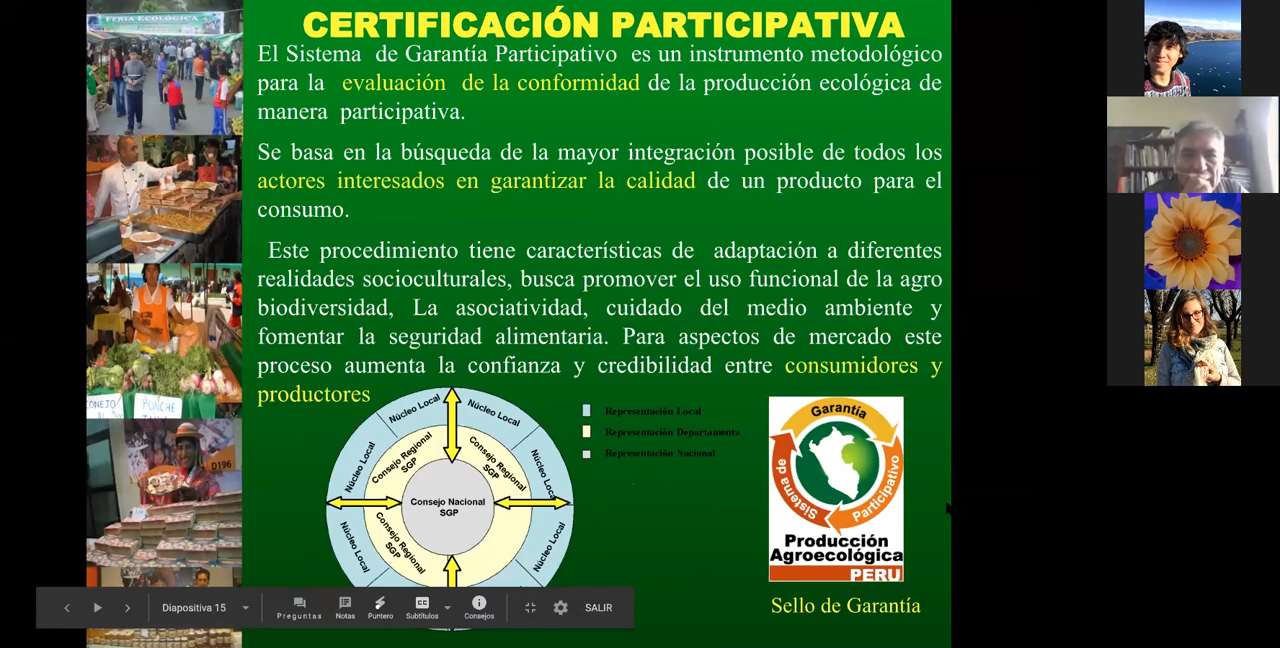 CERTIFICACIÓN PARTICIPATIVA
El Sistema de Garantía Participativo es un instrumento metodológico
para la evaluación de la conformidad de la producción ecológica de
manera participativa.
Se basa en la búsqueda de la mayor integración posible de todos los
actores interesados en garantizar la calidad de un producto para el
consumo.
Este procedimiento tiene características de adaptación a diferentes
realidades socioculturales, busca promover el uso funcional de la agro
biodiversidad, La asociatividad, cuidado del medio ambiente y
fomentar la seguridad alimentaria. Para aspectos de mercado este
proceso aumenta la confianza y credibilidad entre consumidores y
productores
FERIA ECOLÓGICA
CONEJO
PONCHE
D196
Núcleo Local
Núcleo Local
Núcleo Local
Núcleo Local
Núcleo Local
Núcleo Local
Consejo Regional
SGP
Consejo Regional
SGP
Consejo Regional
SGP
Consejo Nacional
SGP
Representación Local
Representación Departamento
Representación Nacional
Garantía
Participativo
Sistema de
Producción
Agroecológica
PERU
Sello de Garantía
Diapositiva 15
Preguntas
Notas
Puntero
Subtítulos
Consejos
SALIR